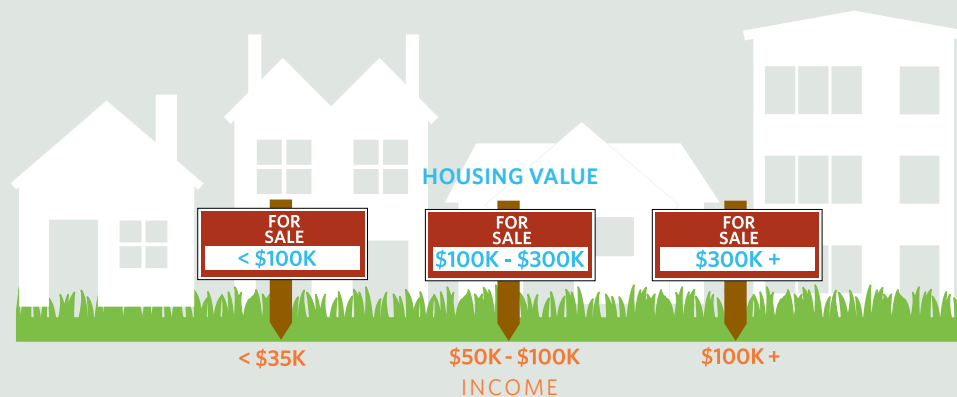 HOUSING VALUE
FOR
SALE
< $100K
FOR
SALE
$100K - $300K
FOR
SALE
$300K +
< $35K
$50K - $100K
$100K +
INCOME